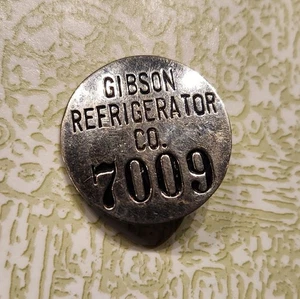 GIBSON
REFRIGERATOR
CO.
7009